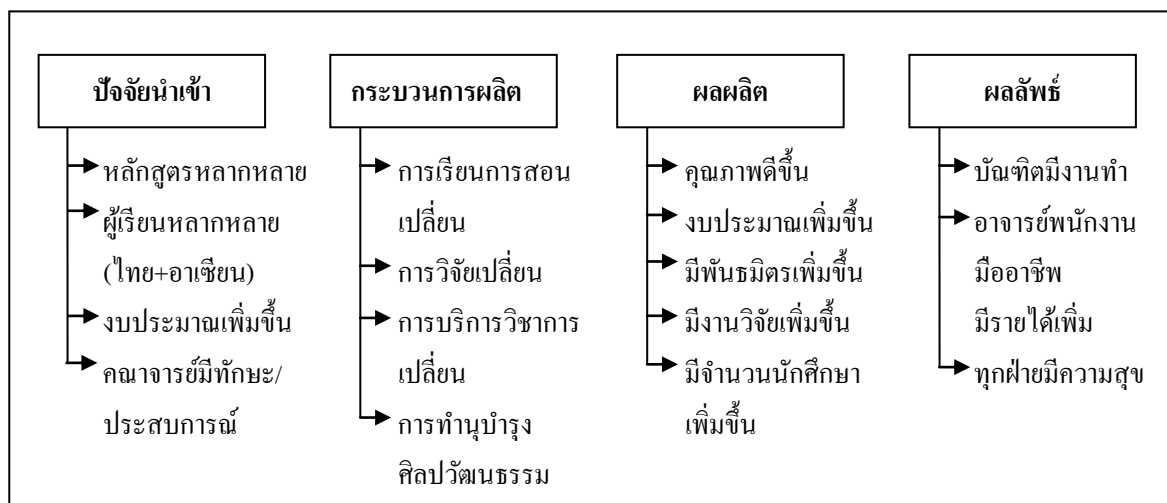 ปัจจัยนำเข้า
หลักสูตรหลากหลาย
ผู้เรียนหลากหลาย
(ไทย+อาเซียน)
งบประมาณเพิ่มขึ้น
คณาจารย์มีทักษะ/
ประสบการณ์
กระบวนการผลิต
การเรียนการสอน
เปลี่ยน
การวิจัยเปลี่ยน
การบริการวิชาการ
เปลี่ยน
การทำนุบำรุง
ศิลปวัฒนธรรม
ผลผลิต
คุณภาพดีขึ้น
งบประมาณเพิ่มขึ้น
มีพันธมิตรเพิ่มขึ้น
มีงานวิจัยเพิ่มขึ้น
มีจำนวนนักศึกษา
เพิ่มขึ้น
ผลลัพธ์
บัณฑิตมีงานทำ
อาจารย์พนักงาน
มืออาชีพ
มีรายได้เพิ่ม
ทุกฝ่ายมีความสุข